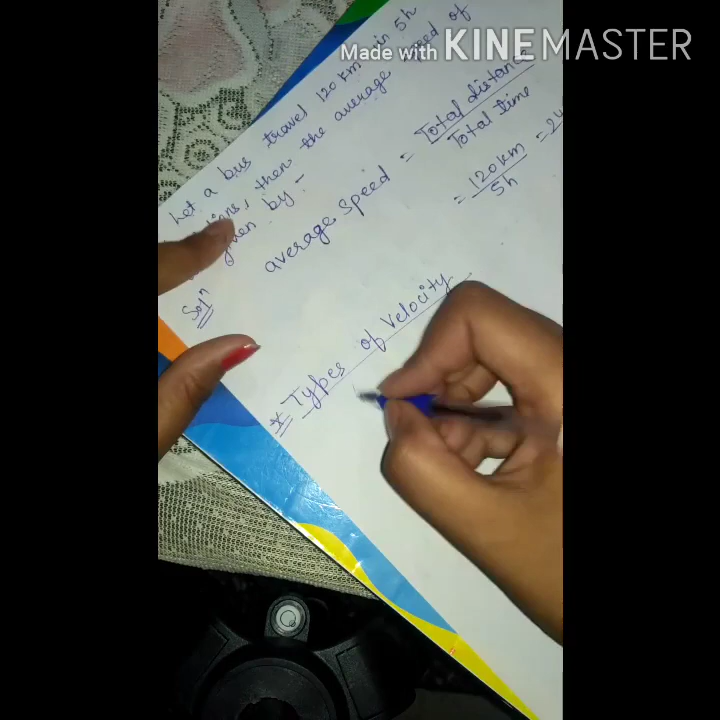 Made with KINEMASTER
Let a bus travel 120 km in 5h
then the average speed of
given by :-
Soln average speed = Total distance
Total time
= 120 km
5h
= 24
* Types of Velocity